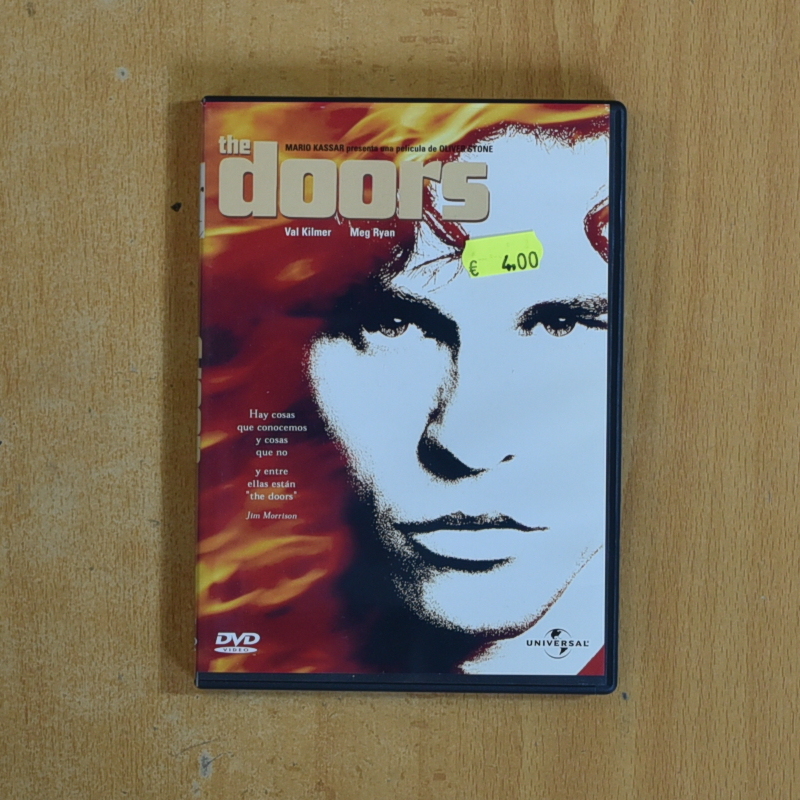 the
MARIO KASSAR presenta una película de OLIVER STONE
doors
Val Kilmer Meg Ryan
€ 4,00
Hay cosas
que conocemos
y cosas
que no
y entre
ellas están
"the doors"
Jim Morrison
DVD
VIDEO
UNIVERSAL